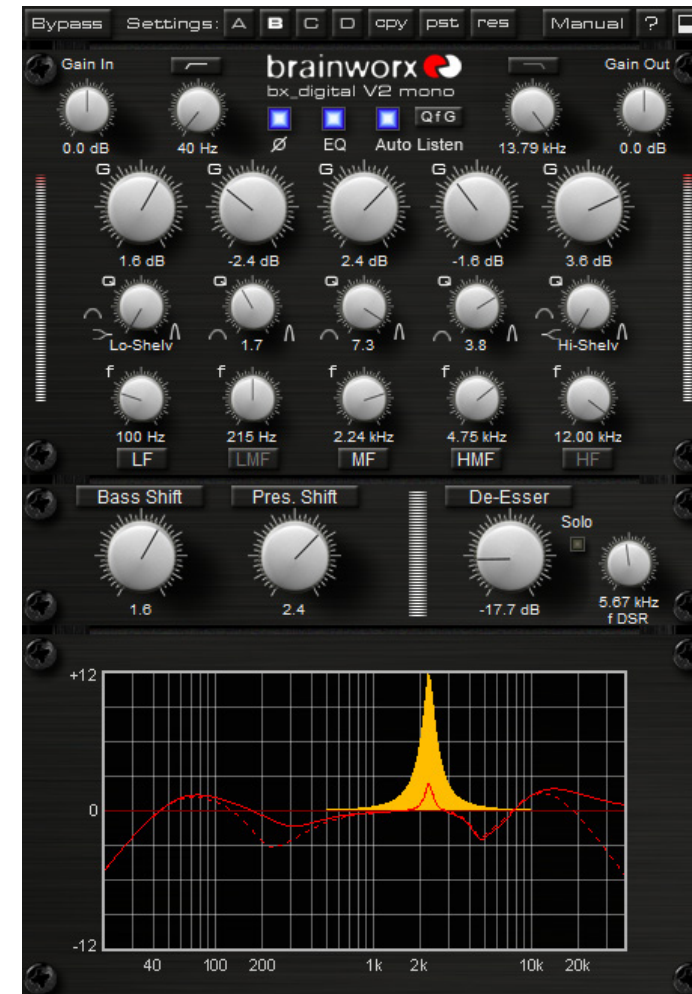 Bypass Settings: A B C D cpy pst res Manual ?
Gain In brainworx Gain Out
bx_digital V2 mono
QfG
0.0 dB 40 Hz Ø EQ Auto Listen 13.79 kHz 0.0 dB
G G G G G
1.6 dB -2.4 dB 2.4 dB -1.6 dB 3.6 dB
Q Q Q Q Q
Lo-Shelv 1.7 7.3 3.8 Hi-Shelv
f f f f f
100 Hz 215 Hz 2.24 kHz 4.75 kHz 12.00 kHz
LF LMF MF HMF HF
Bass Shift Pres. Shift De-Esser
Solo
1.6 2.4 -17.7 dB 5.67 kHz
f DSR
+12
0
-12
40 100 200 1k 2k 10k 20k